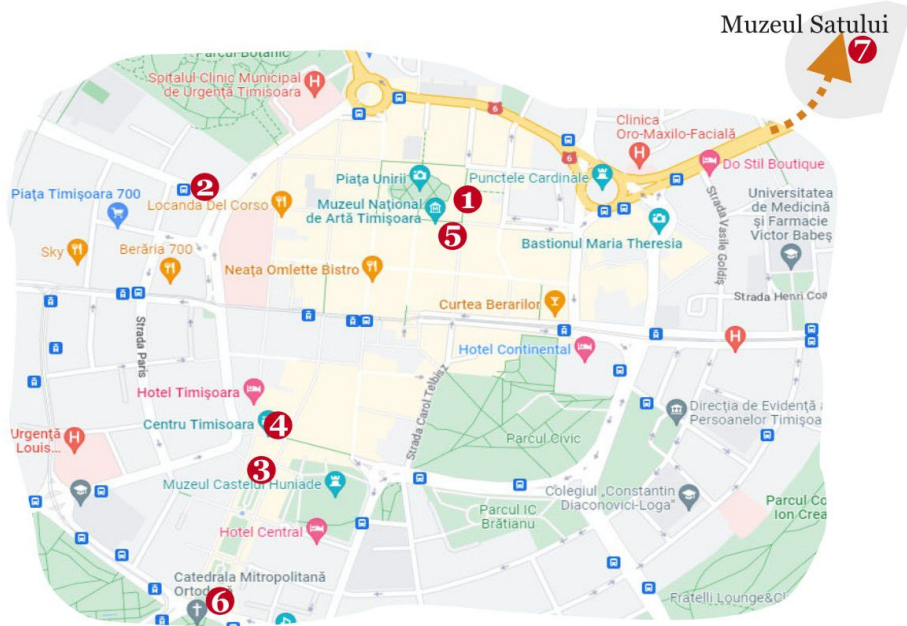 Muzeul Satului
7
Parcul Botanic
Spitalul Clinic Municipal
de Urgență Timișoara
6
Clinica
Oro-Maxilo-Facială
6
Do Stil Boutique
2
Piața Unirii
Punctele Cardinale
Piața Timișoara 700
Locanda Del Corso
Muzeul Național
de Artă Timișoara
1
Universitatea
de Medicină
și Farmacie
Victor Babeș
Strada Vasile Goldiș
5
Bastionul Maria Theresia
Sky
Berăria 700
Neața Omlette Bistro
Curtea Berarilor
Strada Henri Coa
Strada Paris
Hotel Continental
Hotel Timișoara
Strada Carol Telbisz
Centru Timisoara
4
Direcția de Evidență a
Persoanelor Timișoa
Urgență
Louis...
Parcul Civic
3
Muzeul Castelul Huniade
Colegiul „Constantin
Diaconovici-Loga”
Parcul IC
Brătianu
Parcul Co
Ion Crea
Hotel Central
Catedrala Mitropolitană
Ortodoxă
6
Fratelli Lounge&Cl